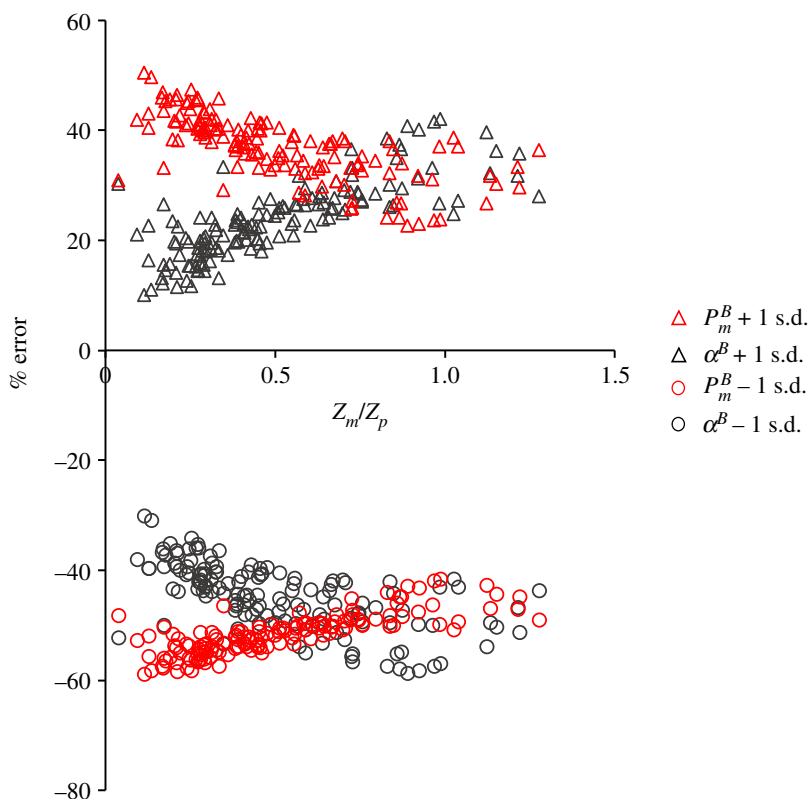 60
40
20
0
–20
–40
–60
–80
% error
0
0.5
1.0
1.5
Z_m/Z_p
P_m^B + 1 s.d.
α^B + 1 s.d.
P_m^B – 1 s.d.
α^B – 1 s.d.